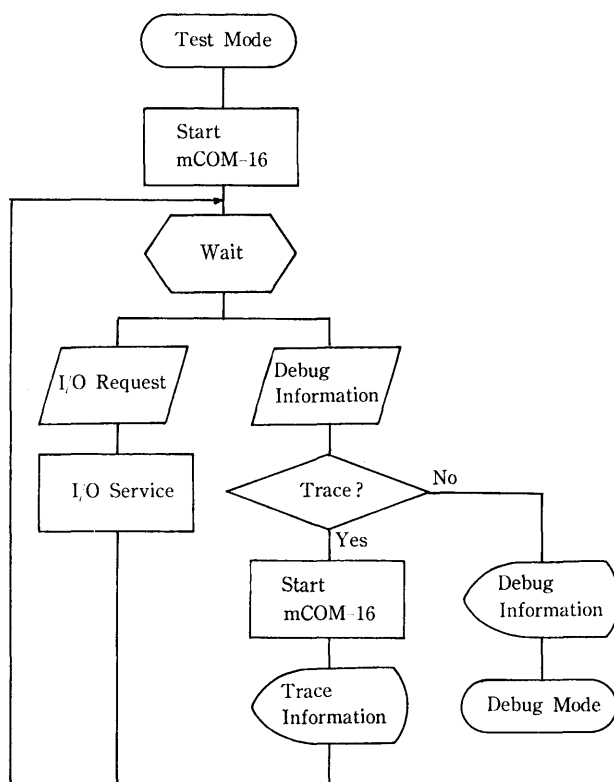 Test Mode
Start
mCOM-16
Wait
I/O Request
Debug
Information
I/O Service
Trace?
No
Yes
Start
mCOM-16
Debug
Information
Trace
Information
Debug Mode